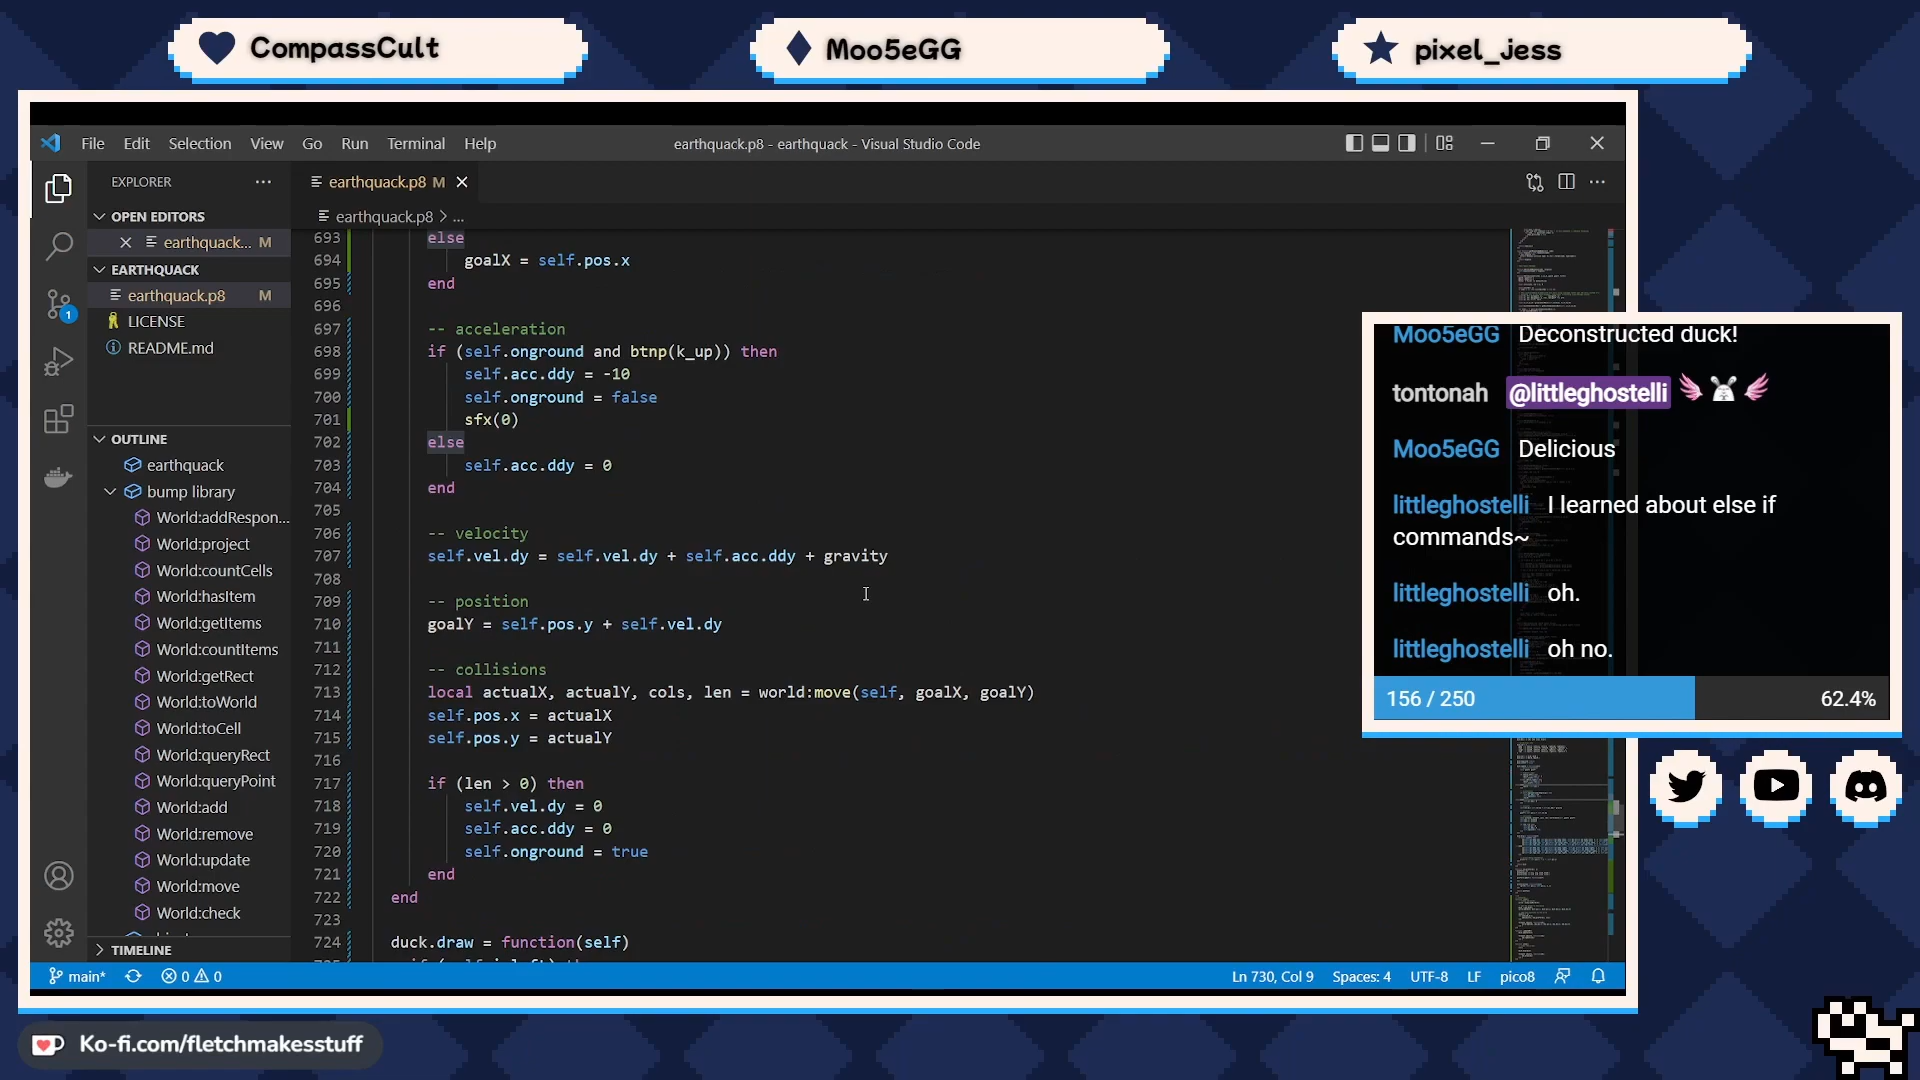 CompassCult
Moo5eGG
pixel_jess
File Edit Selection View Go Run Terminal Help
earthquack.p8 - earthquack - Visual Studio Code
EXPLORER
OPEN EDITORS
earthquack... M
EARTHQUACK
earthquack.p8 M
LICENSE
README.md
OUTLINE
earthquack
bump library
World:addRespon...
World:project
World:countCells
World:hasItem
World:getItems
World:countItems
World:getRect
World:toWorld
World:toCell
World:queryRect
World:queryPoint
World:add
World:remove
World:update
World:move
World:check
TIMELINE
earthquack.p8 M
earthquack.p8 > ...
693 else
694 goalX = self.pos.x
695 end
696
697 -- acceleration
698 if (self.onground and btnp(k_up)) then
699 self.acc.ddy = -10
700 self.onground = false
701 sfx(0)
702 else
703 self.acc.ddy = 0
704 end
705
706 -- velocity
707 self.vel.dy = self.vel.dy + self.acc.ddy + gravity
708
709 -- position
710 goalY = self.pos.y + self.vel.dy
711
712 -- collisions
713 local actualX, actualY, cols, len = world:move(self, goalX, goalY)
714 self.pos.x = actualX
715 self.pos.y = actualY
716
717 if (len > 0) then
718 self.vel.dy = 0
719 self.acc.ddy = 0
720 self.onground = true
721 end
722 end
723
724 duck.draw = function(self)
Moo5eGG Deconstructed duck!
tontonah @littleghostelli
Moo5eGG Delicious
littleghostelli I learned about else if
commands~
littleghostelli oh.
littleghostelli oh no.
156 / 250 62.4%
1
main* 0 0
Ln 730, Col 9 Spaces: 4 UTF-8 LF pico8
Ko-fi.com/fletchmakesstuff